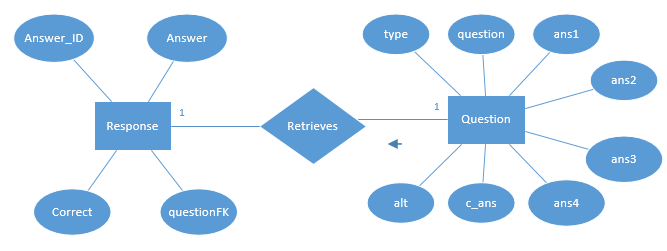 Answer_ID
Answer
type
question
ans1
ans2
1
1
Response
Retrieves
Question
ans3
Correct
questionFK
alt
c_ans
ans4